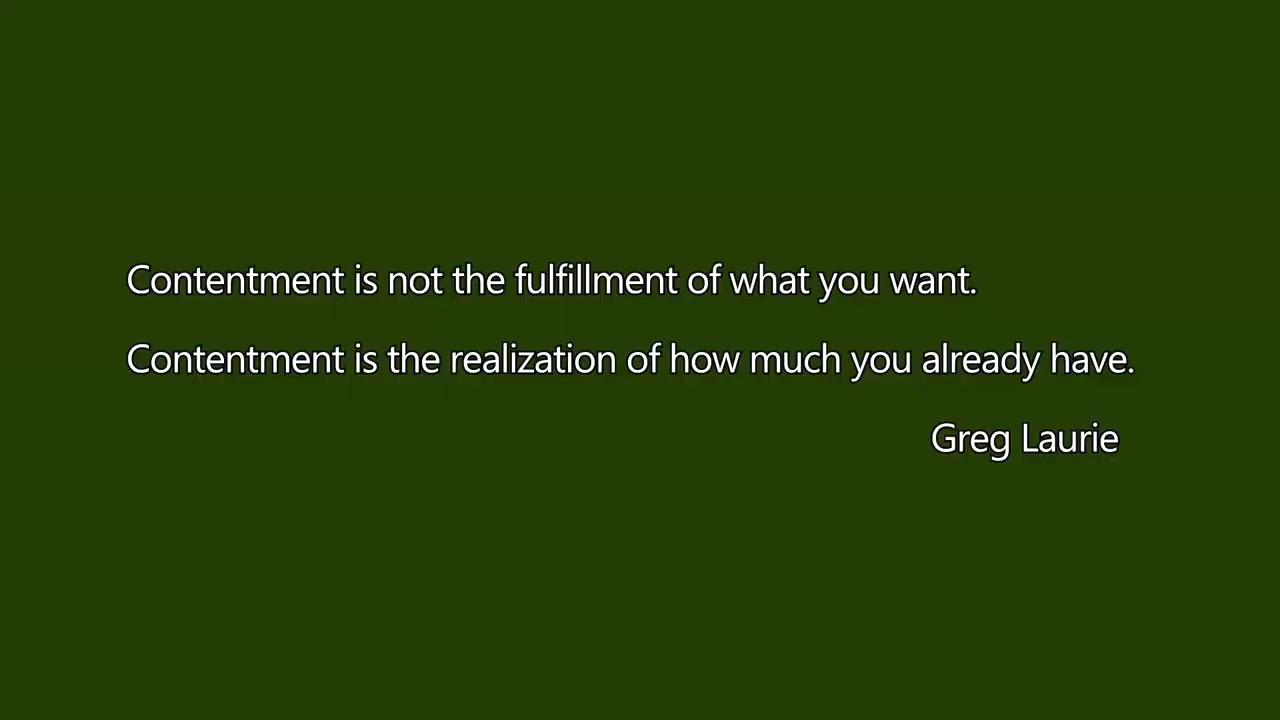 Contentment is not the fulfillment of what you want.
Contentment is the realization of how much you already have.
Greg Laurie